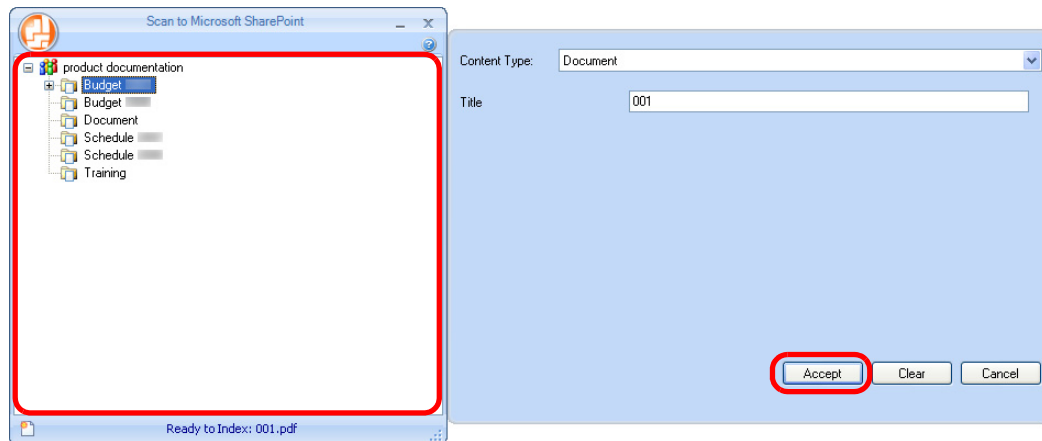 Scan to Microsoft SharePoint
product documentation
Budget
Budget
Document
Schedule
Schedule
Training
Ready to Index: 001.pdf
Content Type: Document
Title 001
Accept Clear Cancel